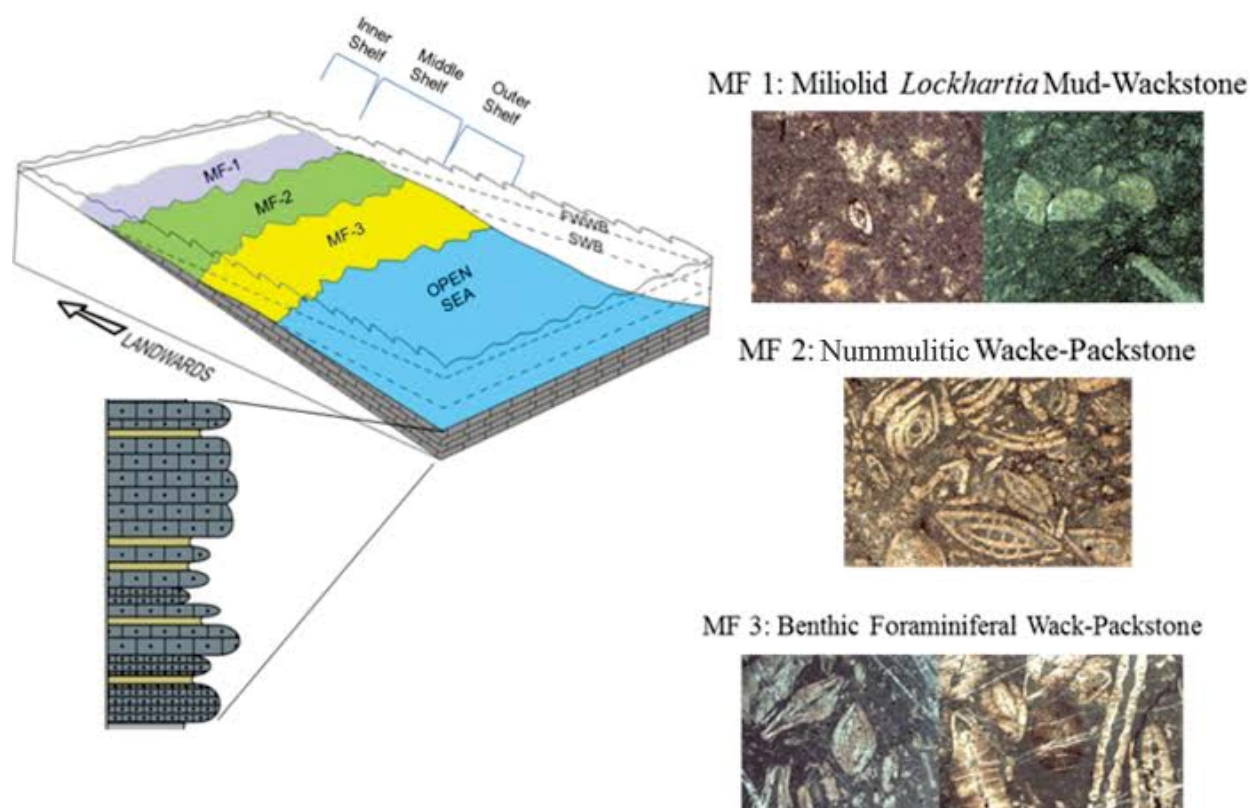 Inner
Shelf
Middle
Shelf
Outer
Shelf
MF-1
MF-2
MF-3
OPEN
SEA
FWWB
SWB
LANDWARDS
MF 1: Miliolid Lockhartia Mud-Wackstone
MF 2: Nummulitic Wacke-Packstone
MF 3: Benthic Foraminiferal Wack-Packstone